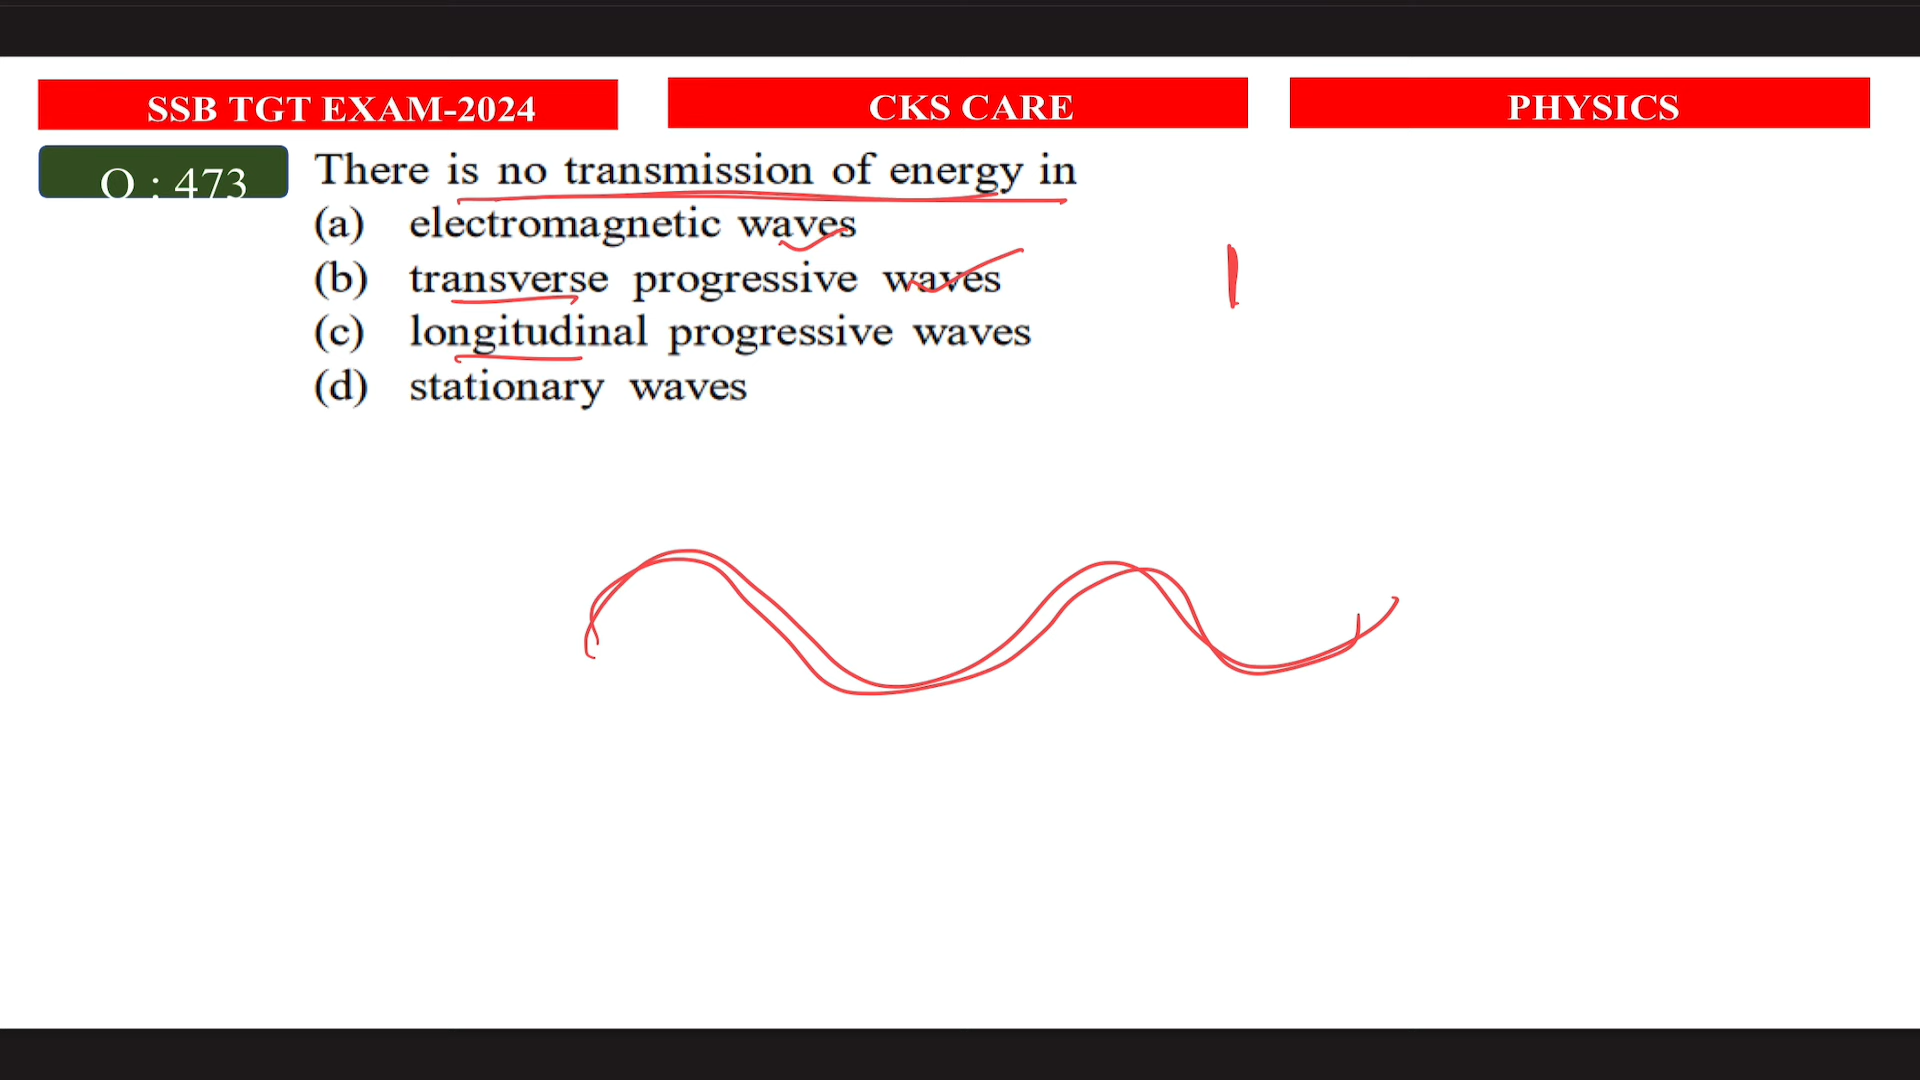 SSB TGT EXAM-2024
CKS CARE
PHYSICS
Q : 473
There is no transmission of energy in
(a) electromagnetic waves
(b) transverse progressive waves
(c) longitudinal progressive waves
(d) stationary waves